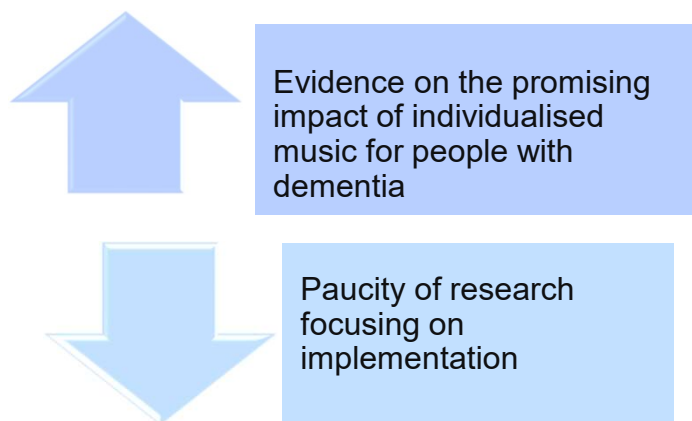 Evidence on the promising
impact of individualised
music for people with
dementia
Paucity of research
focusing on
implementation